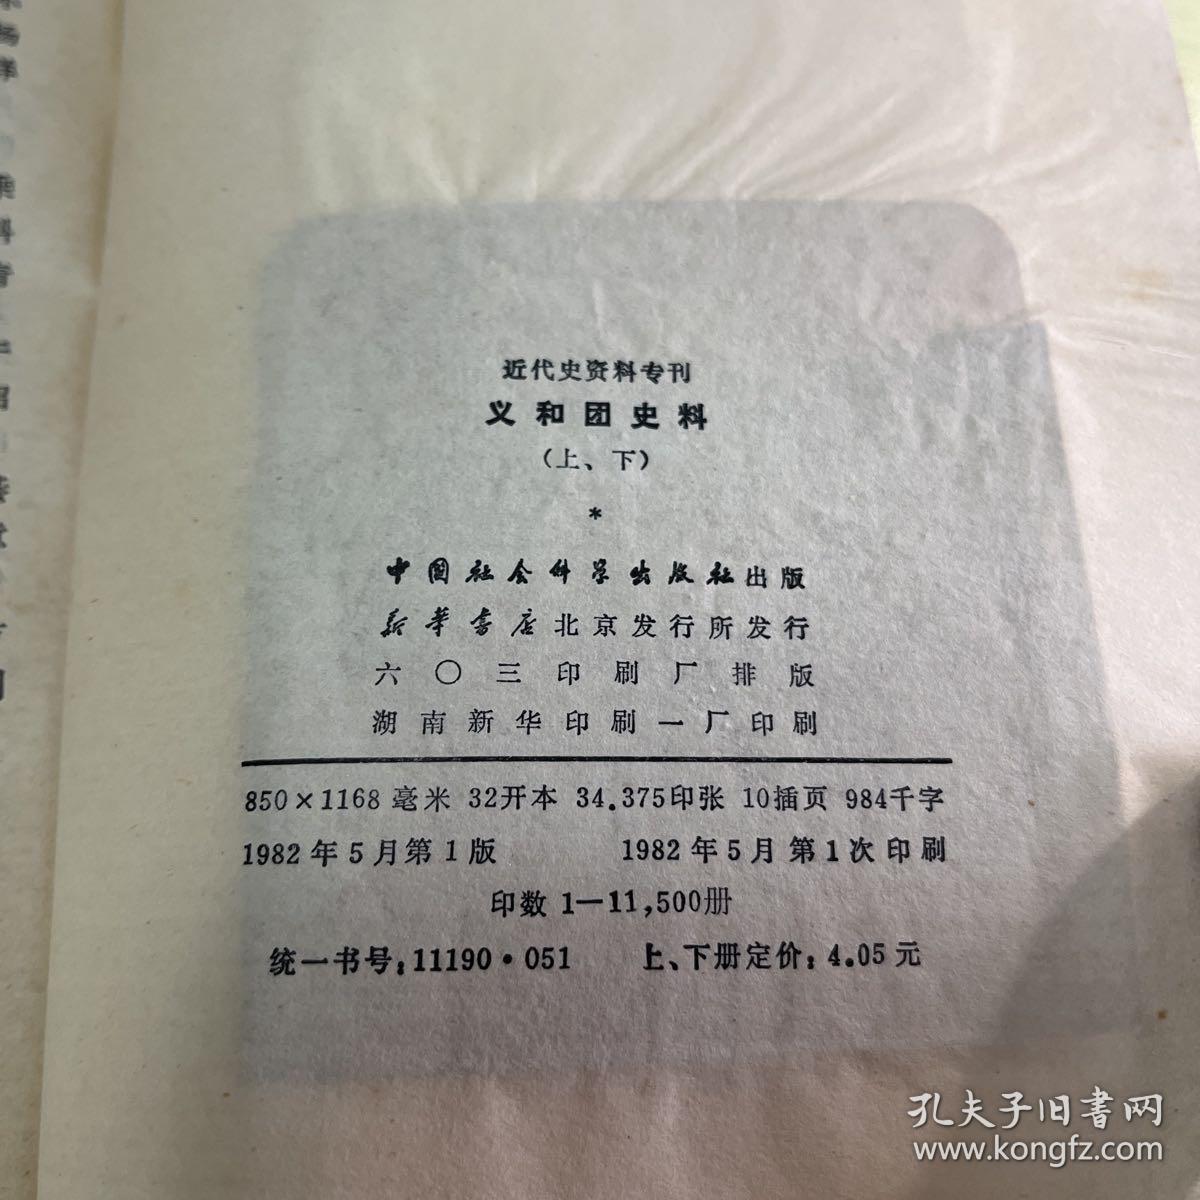 近代史资料专刊
义和团史料
（上、下）
*
中国社会科学出版社出版
新华书店北京发行所发行
六〇三印刷厂排版
湖南新华印刷一厂印刷
850×1168毫米 32开本 34.375印张 10插页 984千字
1982年5月第1版 1982年5月第1次印刷
印数1—11,500册
统一书号：11190·051 上、下册定价：4.05元
孔夫子旧书网
www.kongfz.com